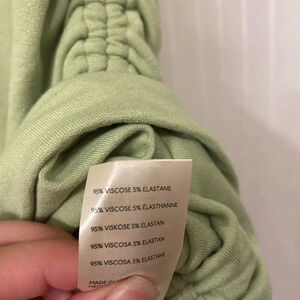 95% VISCOSE 5% ELASTANE
95% VISCOSE 5% ÉLASTHANNE
95% VISKOSE 5% ELASTAN
95% VISCOSA 5% ELASTAN
95% VISCOSA 5% ELASTANE
MADE